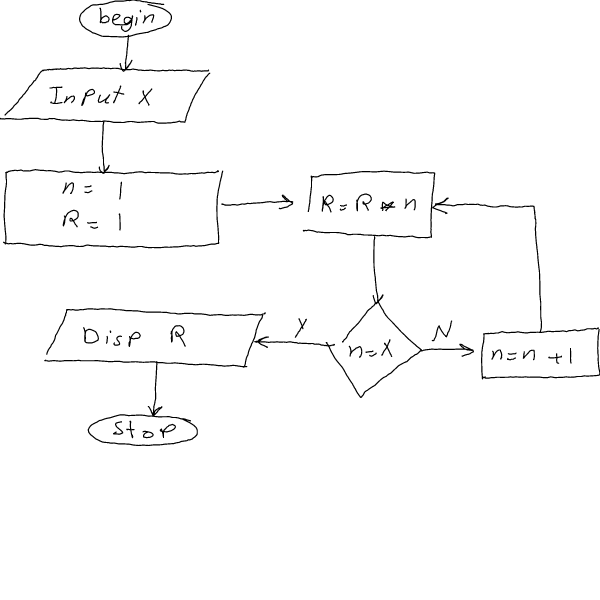 begin
Input X
n = 1
R = 1
R = R * n
n = X
Y
N
n = n + 1
Disp R
Stop